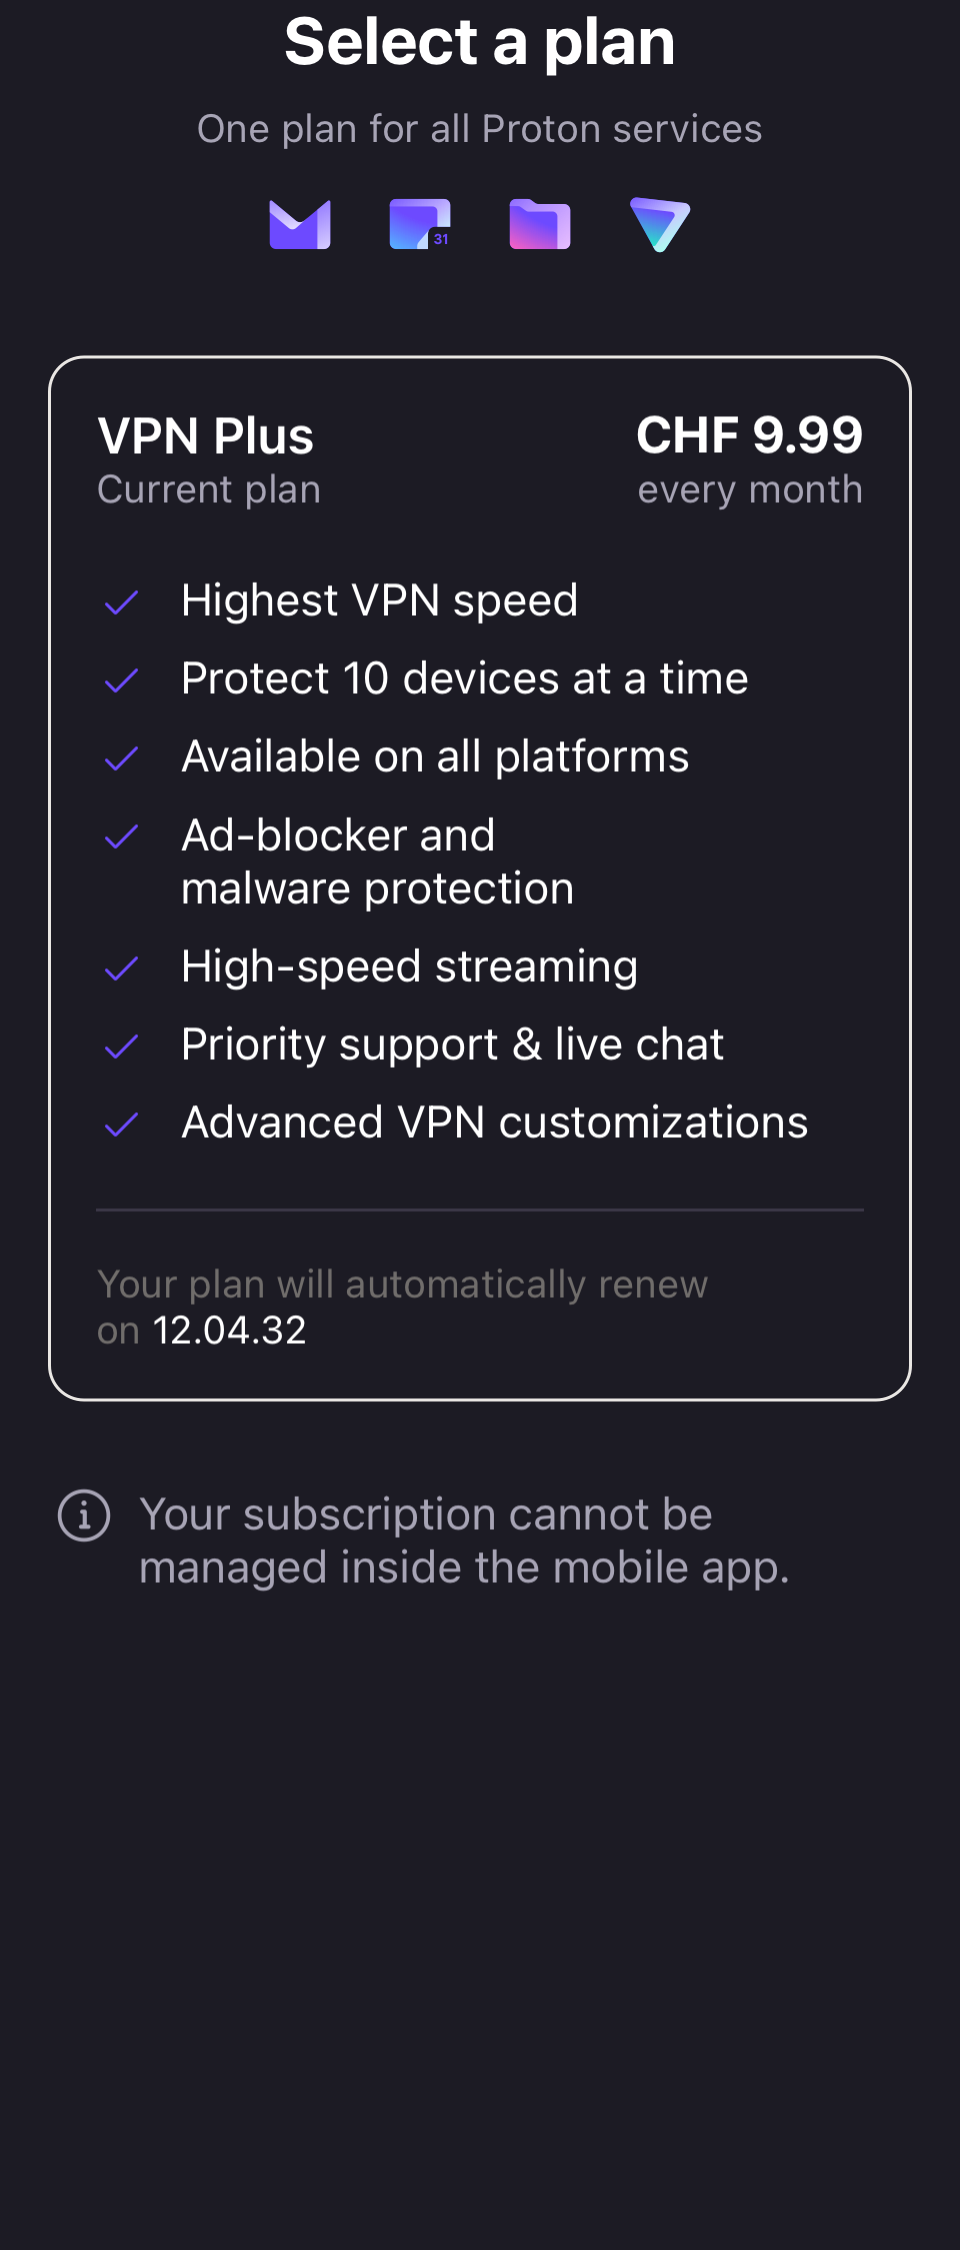 Select a plan
One plan for all Proton services
31
VPN Plus
CHF 9.99
Current plan
every month
Highest VPN speed
Protect 10 devices at a time
Available on all platforms
Ad-blocker and
malware protection
High-speed streaming
Priority support & live chat
Advanced VPN customizations
Your plan will automatically renew
on 12.04.32
Your subscription cannot be
managed inside the mobile app.